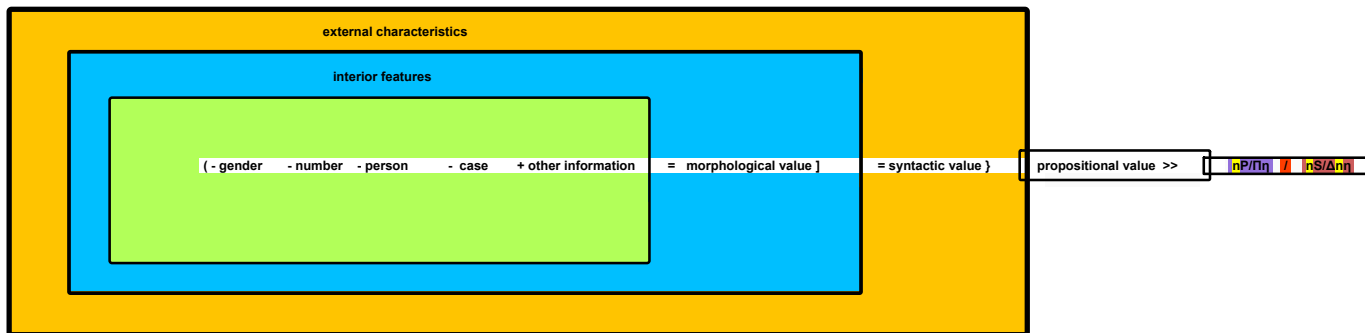 external characteristics
interior features
( - gender - number - person - case + other information = morphological value ] = syntactic value } propositional value >> nP/Πη / nS/Δηη